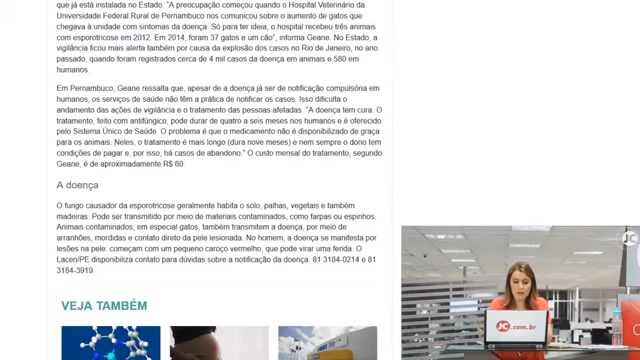 que já está instalada no Estado. "A preocupação começou quando o Hospital Veterinário da
Universidade Federal Rural de Pernambuco nos comunicou sobre o aumento de gatos que
chegava à unidade com sintomas da doença. Só para ter ideia, o hospital recebeu três animais
com esporotricose em 2012. Em 2014, foram 37 gatos e um cão", informa Geane. No Estado, a
vigilância ficou mais alerta também por causa da explosão dos casos no Rio de Janeiro, no ano
passado, quando foram registrados cerca de 4 mil casos da doença em animais e 580 em
humanos.
Em Pernambuco, Geane ressalta que, apesar de a doença já ser de notificação compulsória em
humanos, os serviços de saúde não têm a prática de notificar os casos. Isso dificulta o
andamento das ações de vigilância e o tratamento das pessoas afetadas. "A doença tem cura. O
tratamento, feito com antifúngico, pode durar de quatro a seis meses nos humanos e é oferecido
pelo Sistema Único de Saúde. O problema é que o medicamento não é disponibilizado de graça
para os animais. Neles, o tratamento é mais longo (dura nove meses) e nem sempre o dono tem
condições de pagar e, por isso, há casos de abandono." O custo mensal do tratamento, segundo
Geane, é de aproximadamente R$ 60
A doença
O fungo causador da esporotricose geralmente habita o solo, palhas, vegetais e também
madeiras. Pode ser transmitido por meio de materiais contaminados, como farpas ou espinhos.
Animais contaminados, em especial gatos, também transmitem a doença, por meio de
arranhões, mordidas e contato direto da pele lesionada. No homem, a doença se manifesta por
lesões na pele: começam com um pequeno caroço vermelho, que pode virar uma ferida. O
Lacen/PE disponibiliza contato para dúvidas sobre a notificação da doença: 81 3184-0214 e 81
3184-3919.
VEJA TAMBÉM
JC
JC.com.br